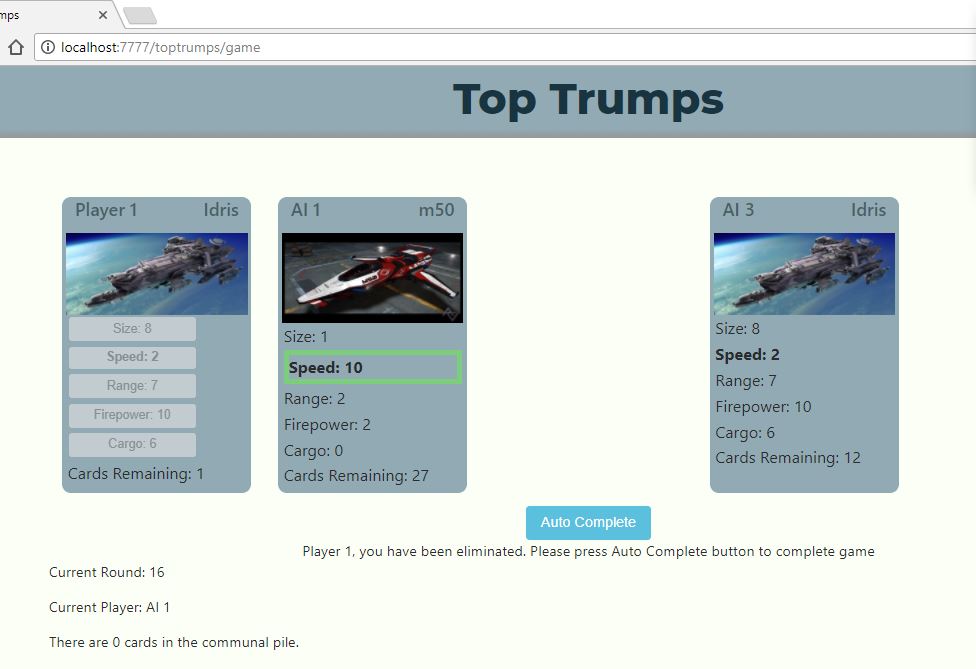 mps
localhost:7777/toptrumps/game
Top Trumps
Player 1 Idris
Size: 8
Speed: 2
Range: 7
Firepower: 10
Cargo: 6
Cards Remaining: 1
AI 1 m50
Size: 1
Speed: 10
Range: 2
Firepower: 2
Cargo: 0
Cards Remaining: 27
AI 3 Idris
Size: 8
Speed: 2
Range: 7
Firepower: 10
Cargo: 6
Cards Remaining: 12
Auto Complete
Player 1, you have been eliminated. Please press Auto Complete button to complete game
Current Round: 16
Current Player: AI 1
There are 0 cards in the communal pile.